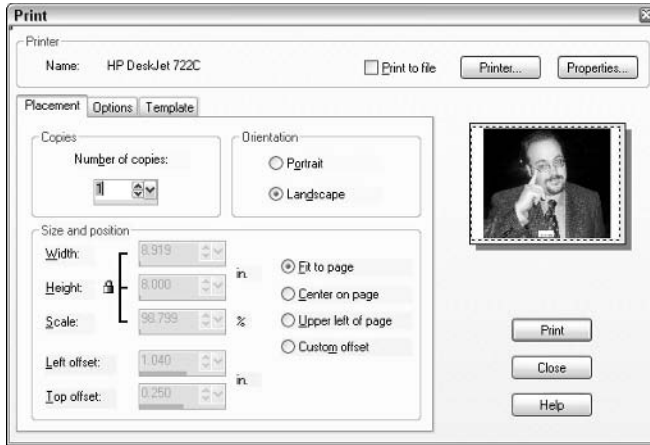 Print
Printer
Name: HP DeskJet 722C
Print to file
Printer...
Properties...
Placement Options Template
Copies
Number of copies:
1
Orientation
Portrait
Landscape
Size and position
Width: 8.919
Height: 8.000
in.
Scale: 98.799 %
Left offset: 1.040
Top offset: 0.250
in.
Fit to page
Center on page
Upper left of page
Custom offset
Print
Close
Help